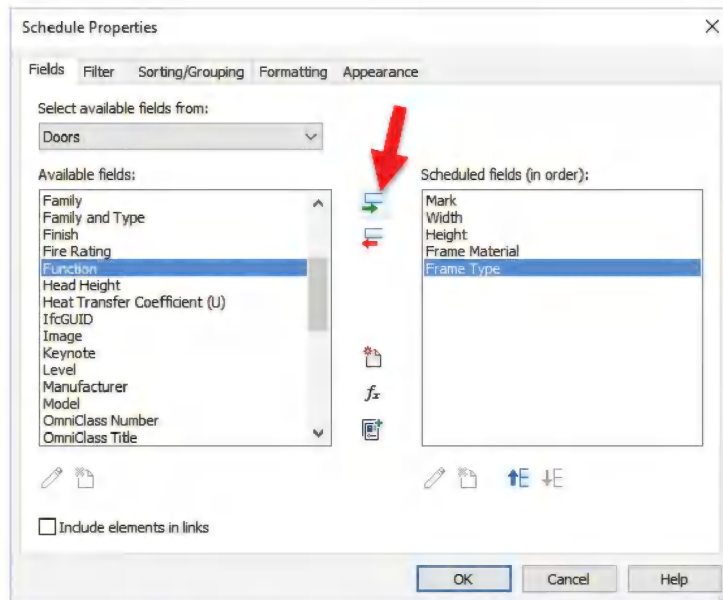 Schedule Properties
Fields
Filter
Sorting/Grouping
Formatting
Appearance
Select available fields from:
Doors
Available fields:
Family
Family and Type
Finish
Fire Rating
Function
Head Height
Heat Transfer Coefficient (U)
IfcGUID
Image
Keynote
Level
Manufacturer
Model
OmniClass Number
OmniClass Title
fx
Scheduled fields (in order):
Mark
Width
Height
Frame Material
Frame Type
Include elements in links
OK
Cancel
Help